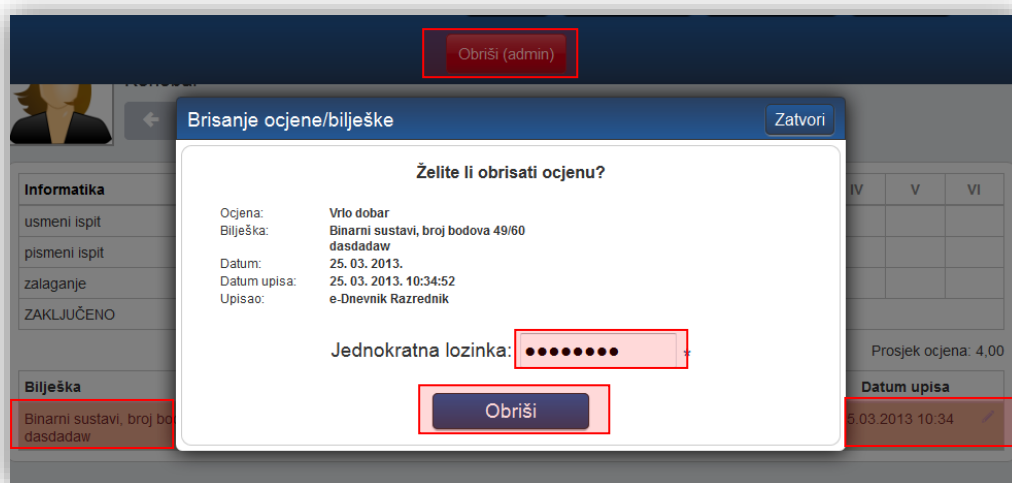 Obriši (admin)
Brisanje ocjene/bilješke
Zatvori
Želite li obrisati ocjenu?
Ocjena: Vrlo dobar
Bilješka: Binarni sustavi, broj bodova 49/60
dasdadaw
Datum: 25. 03. 2013.
Datum upisa: 25. 03. 2013. 10:34:52
Upisao: e-Dnevnik Razrednik
Jednokratna lozinka: ●●●●●●●● *
Obriši
Informatika IV V VI
usmeni ispit
pismeni ispit
zalaganje
ZAKLJUČENO
Prosjek ocjena: 4,00
Bilješka Datum upisa
Binarni sustavi, broj 5.03.2013 10:34
dasdadaw